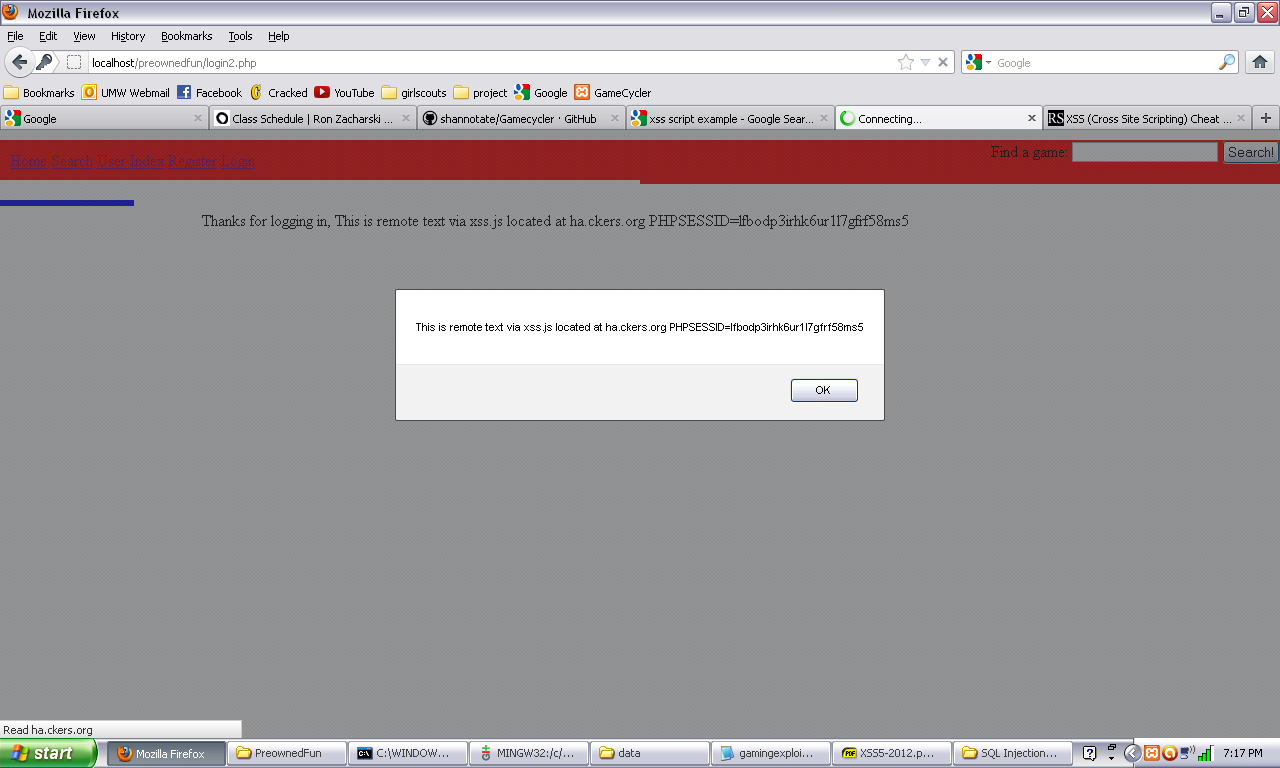 Mozilla Firefox
File Edit View History Bookmarks Tools Help
localhost/preownedfun/login2.php
Google
Bookmarks UMW Webmail Facebook Cracked YouTube girlscouts project Google GameCycler
Google Class Schedule | Ron Zacharski ... shannotate/Gamecycler · GitHub xss script example - Google Sear... Connecting... RS XSS (Cross Site Scripting) Cheat ...
Home Search User Index Register Login
Find a game: Search!
Thanks for logging in, This is remote text via xss.js located at ha.ckers.org PHPSESSID=lfbodp3irhk6ur1l7gfrf58ms5
This is remote text via xss.js located at ha.ckers.org PHPSESSID=lfbodp3irhk6ur1l7gfrf58ms5
OK
Read ha.ckers.org
start Mozilla Firefox PreownedFun C:\WINDOW... MINGW32:/c/... data gamingexploi... XSS5-2012.p... SQL Injection... 7:17 PM